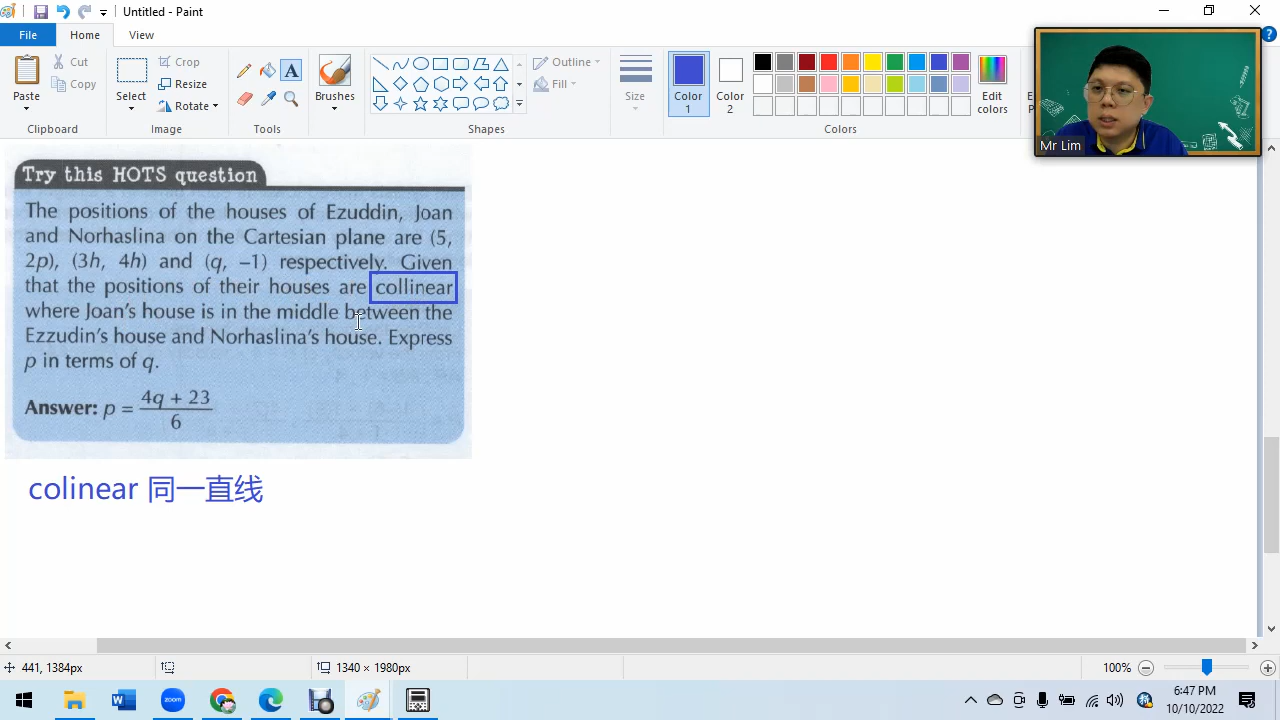 Untitled - Paint
File
Home
View
Paste
Cut
Copy
Clipboard
Select
Crop
Resize
Rotate
Image
Tools
Brushes
Shapes
Outline
Fill
Size
Color 1
Color 2
Edit colors
Colors
Mr Lim
Try this HOTS question
The positions of the houses of Ezuddin, Joan
and Norhaslina on the Cartesian plane are (5,
2p), (3h, 4h) and (q, –1) respectively. Given
that the positions of their houses are collinear
where Joan's house is in the middle between the
Ezzudin's house and Norhaslina's house. Express
p in terms of q.
Answer: p = 4q + 23
6
colinear 同一直线
441, 1384px
1340 × 1980px
100%
zoom
6:47 PM
10/10/2022